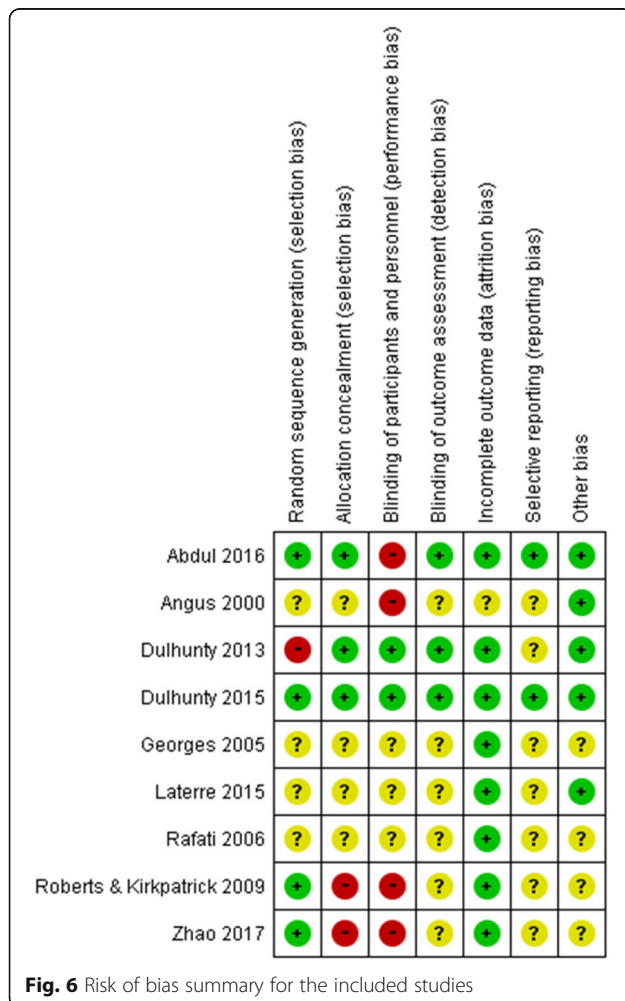 Random sequence generation (selection bias)
Allocation concealment (selection bias)
Blinding of participants and personnel (performance bias)
Blinding of outcome assessment (detection bias)
Incomplete outcome data (attrition bias)
Selective reporting (reporting bias)
Other bias
Abdul 2016 + + - + + + +
Angus 2000 ? ? - ? ? ? +
Dulhunty 2013 - + + + + ? +
Dulhunty 2015 + + + + + + +
Georges 2005 ? ? ? ? + ? ?
Laterre 2015 ? ? ? ? + ? +
Rafati 2006 ? ? ? ? + ? ?
Roberts & Kirkpatrick 2009 + - - ? + ? ?
Zhao 2017 + - - ? + ? ?
Fig. 6 Risk of bias summary for the included studies